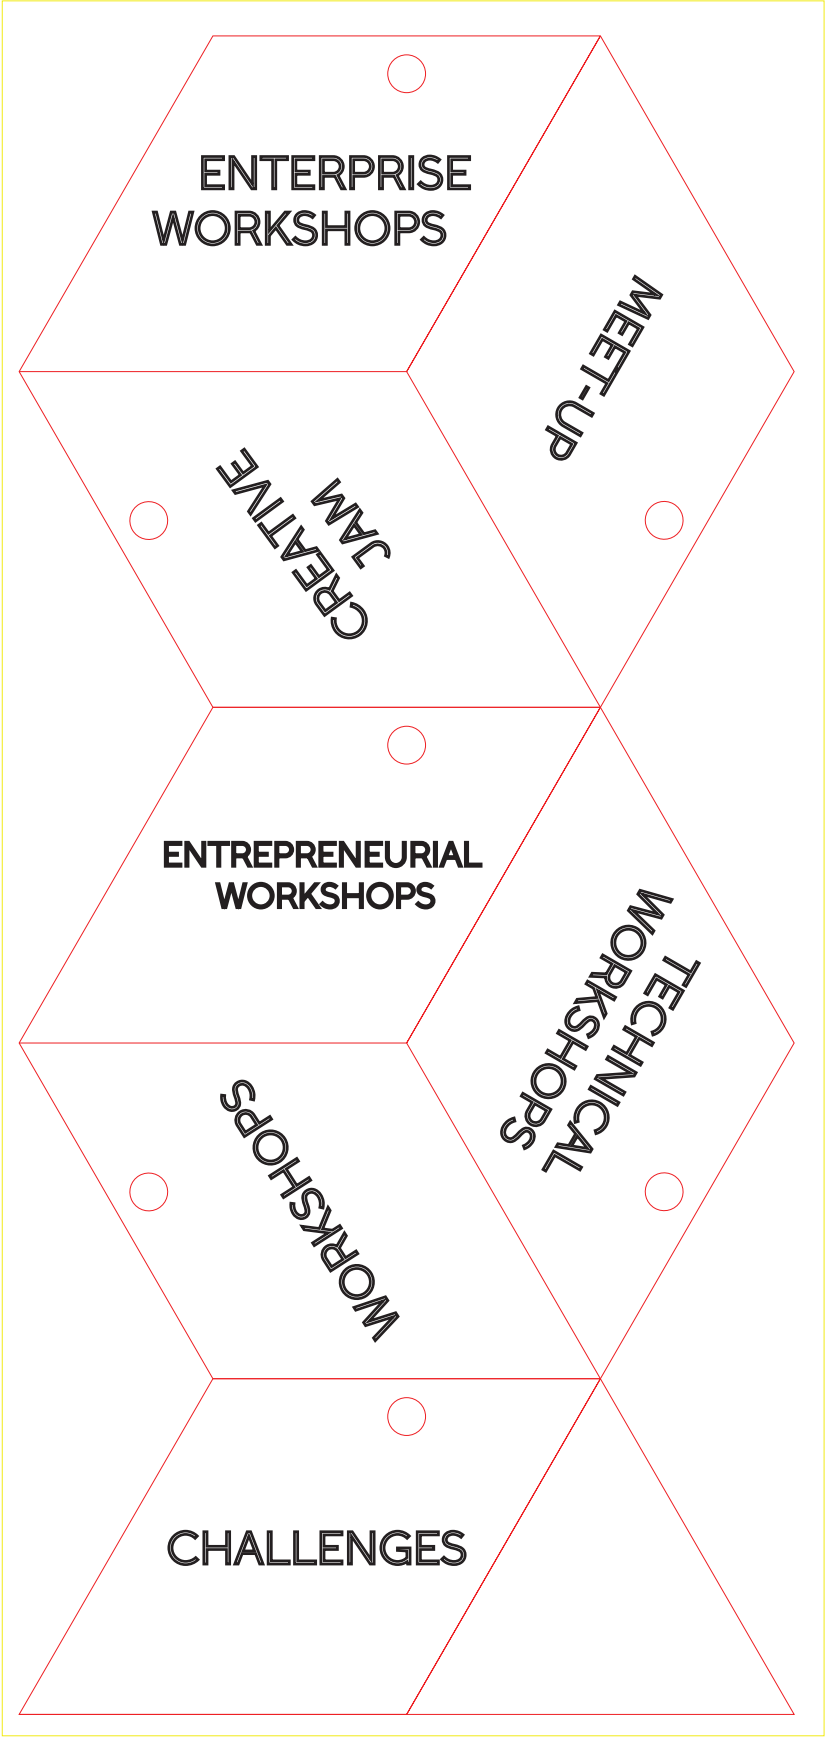 ENTERPRISE
WORKSHOPS
MEET-UP
CREATIVE
JAM
ENTREPRENEURIAL
WORKSHOPS
TECHNICAL
WORKSHOPS
WORKSHOPS
CHALLENGES